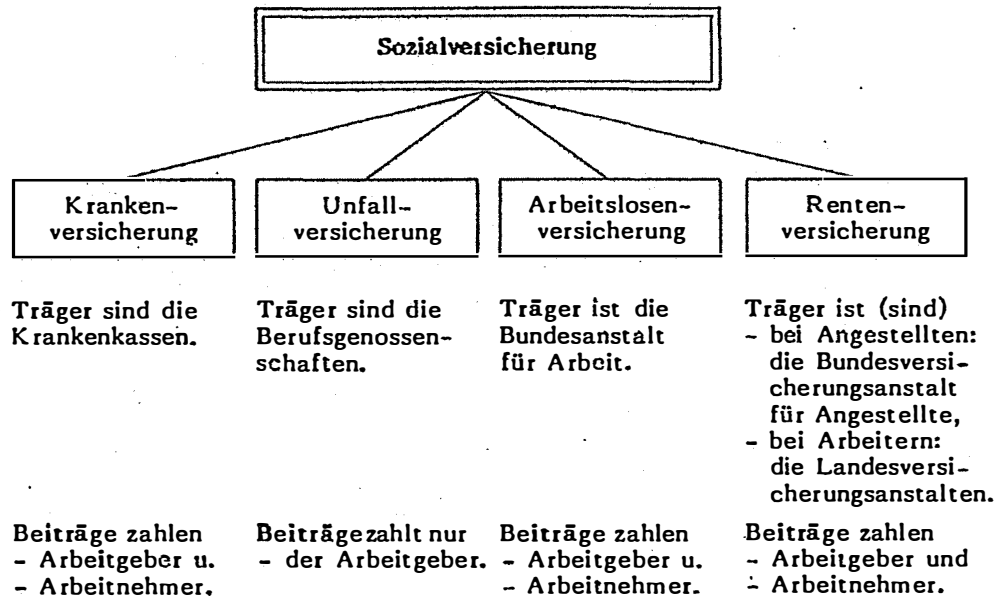 Sozialversicherung
Kranken-
versicherung
Unfall-
versicherung
Arbeitslosen-
versicherung
Renten-
versicherung
Träger sind die
Krankenkassen.
Träger sind die
Berufsgenossen-
schaften.
Träger ist die
Bundesanstalt
für Arbeit.
Träger ist (sind)
- bei Angestellten:
die Bundesversi-
cherungsanstalt
für Angestellte,
- bei Arbeitern:
die Landesversi-
cherungsanstalten.
Beiträge zahlen
- Arbeitgeber u.
- Arbeitnehmer.
Beiträge zahlt nur
- der Arbeitgeber.
Beiträge zahlen
- Arbeitgeber u.
- Arbeitnehmer.
Beiträge zahlen
- Arbeitgeber und
- Arbeitnehmer.